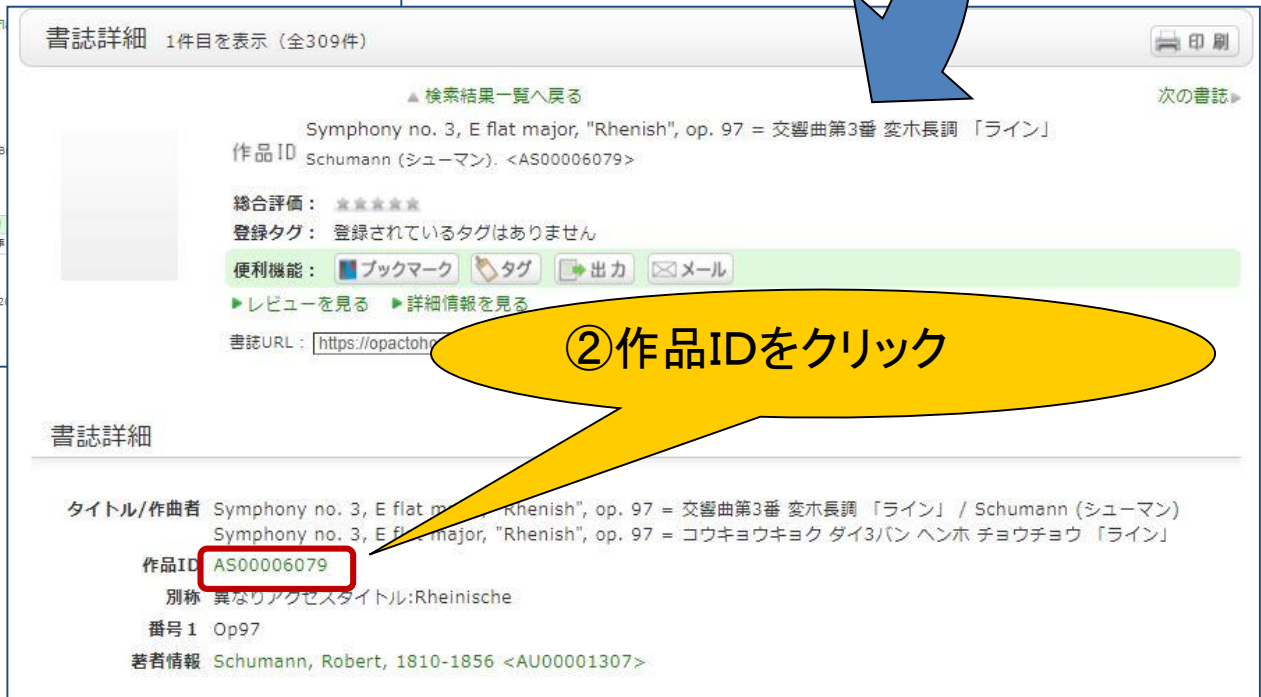 書誌詳細 1件目を表示（全309件）
印刷
▲検索結果一覧へ戻る
次の書誌▶
Symphony no. 3, E flat major, "Rhenish", op. 97 = 交響曲第3番 変ホ長調 「ライン」
作品ID Schumann (シューマン). <AS00006079>
総合評価： ★★★★★
登録タグ： 登録されているタグはありません
便利機能： ブックマーク タグ 出力 メール
▶レビューを見る ▶詳細情報を見る
書誌URL： https://opactoho
②作品IDをクリック
書誌詳細
タイトル/作曲者 Symphony no. 3, E flat major, "Rhenish", op. 97 = 交響曲第3番 変ホ長調 「ライン」 / Schumann (シューマン)
Symphony no. 3, E flat major, "Rhenish", op. 97 = コウキョウキョク ダイ3バン ヘンホ チョウチョウ 「ライン」
作品ID AS00006079
別称 異なりアクセスタイトル:Rheinische
番号1 Op97
著者情報 Schumann, Robert, 1810-1856 <AU00001307>